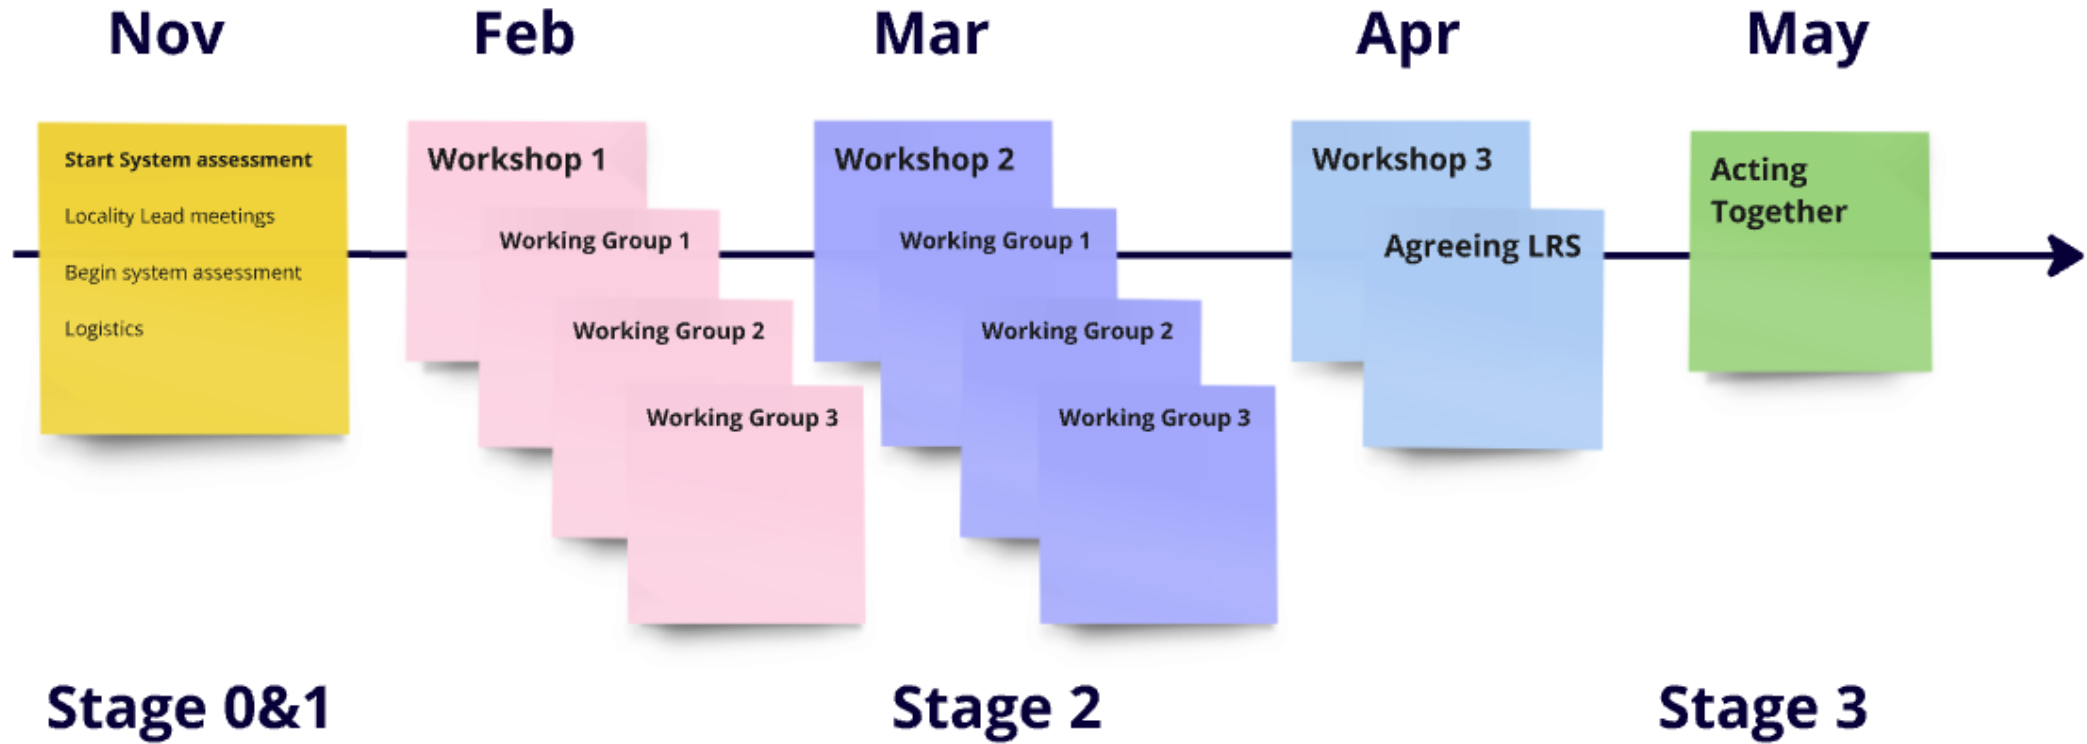 Nov
Feb
Mar
Apr
May
Start System assessment
Locality Lead meetings
Begin system assessment
Logistics
Workshop 1
Working Group 1
Working Group 2
Working Group 3
Workshop 2
Working Group 1
Working Group 2
Working Group 3
Workshop 3
Agreeing LRS
Acting
Together
Stage 0&1
Stage 2
Stage 3